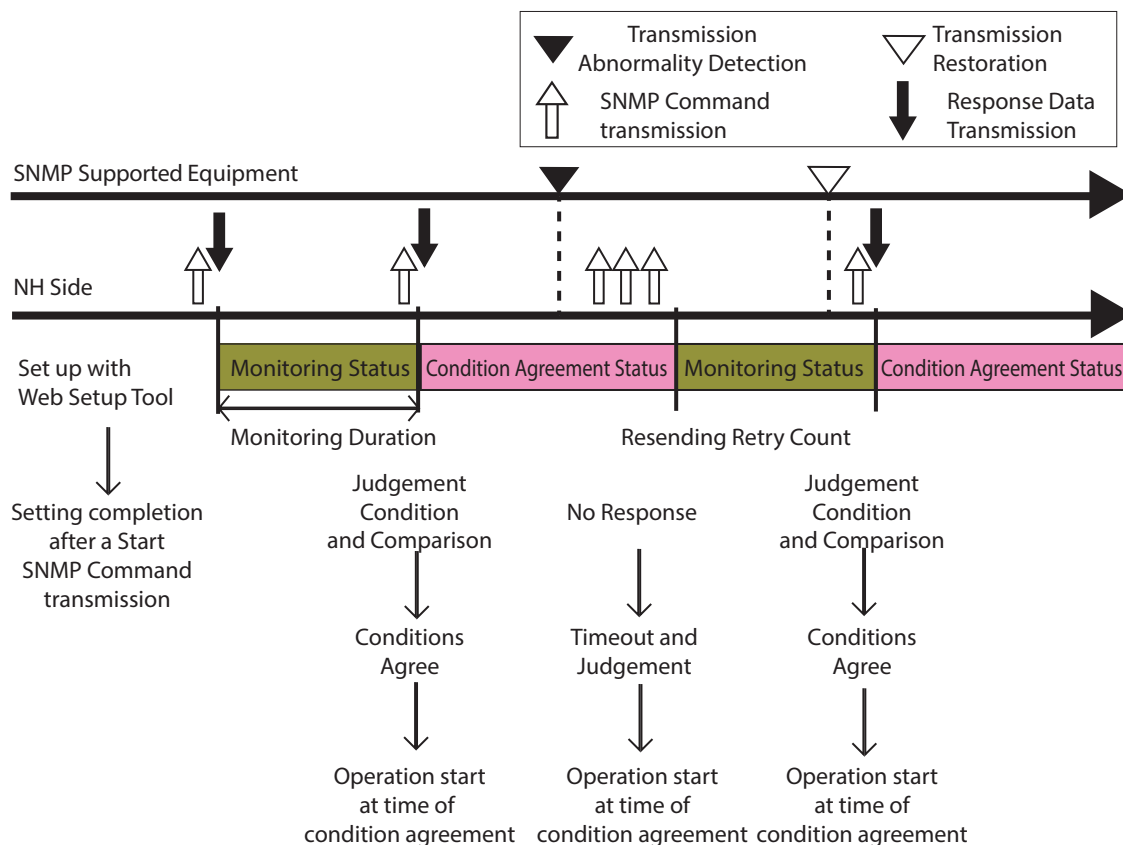 Transmission
Abnormality Detection
Transmission
Restoration
SNMP Command
transmission
Response Data
Transmission
SNMP Supported Equipment
NH Side
Set up with
Web Setup Tool
Monitoring Status
Condition Agreement Status
Monitoring Status
Condition Agreement Status
Monitoring Duration
Resending Retry Count
Setting completion
after a Start
SNMP Command
transmission
Judgement
Condition
and Comparison
No Response
Judgement
Condition
and Comparison
Conditions
Agree
Timeout and
Judgement
Conditions
Agree
Operation start
at time of
condition agreement
Operation start
at time of
condition agreement
Operation start
at time of
condition agreement